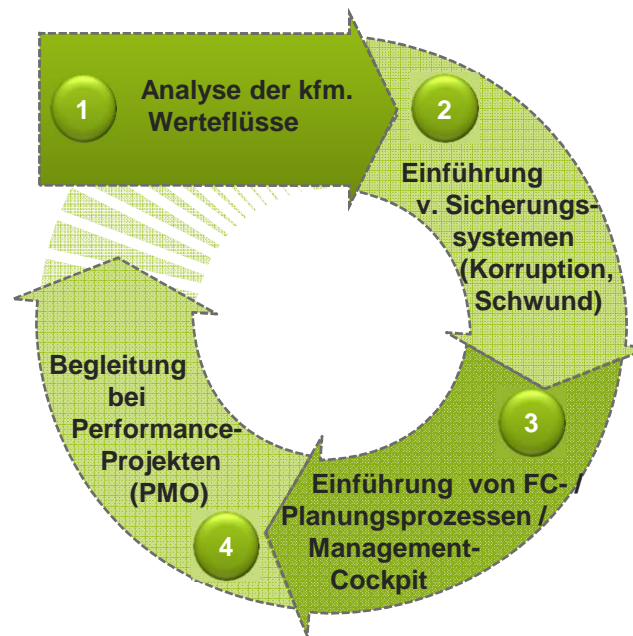 1
Analyse der kfm.
Werteflüsse
2
Einführung
v. Sicherungs-
systemen
(Korruption,
Schwund)
3
Einführung von FC- /
Planungsprozessen /
Management-
Cockpit
4
Begleitung
bei
Performance-
Projekten
(PMO)